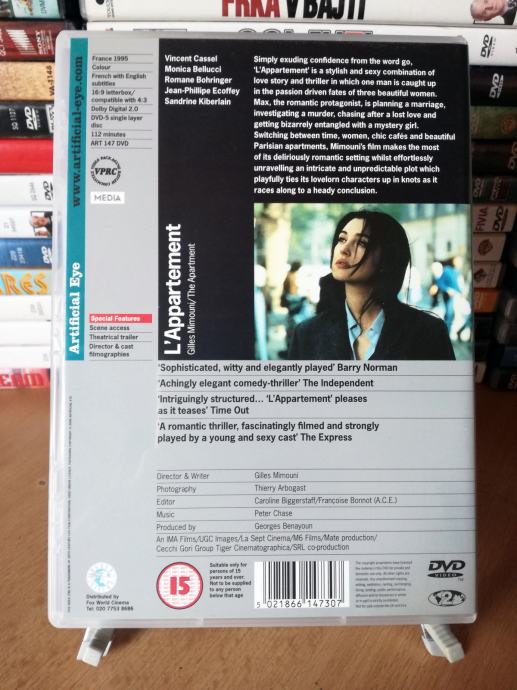 FRKA V BAJTI
www.artificial-eye.com
Artificial Eye
France 1995
Colour
French with English
subtitles
16:9 letterbox/
compatible with 4:3
Dolby Digital 2.0
DVD-5 single layer
disc
112 minutes
ART 147 DVD
VPRC
MEDIA
Special Features
Scene access
Theatrical trailer
Director & cast
filmographies
Vincent Cassel
Monica Bellucci
Romane Bohringer
Jean-Phillipe Ecoffey
Sandrine Kiberlain
L'Appartement
Gilles Mimouni/The Apartment
Simply exuding confidence from the word go,
'L'Appartement' is a stylish and sexy combination of
love story and thriller in which one man is caught up
in the passion driven fates of three beautiful women.
Max, the romantic protagonist, is planning a marriage,
investigating a murder, chasing after a lost love and
getting bizarrely entangled with a mystery girl.
Switching between time, women, chic cafés and beautiful
Parisian apartments, Mimouni's film makes the most
of its deliriously romantic setting whilst effortlessly
unravelling an intricate and unpredictable plot which
playfully ties its lovelorn characters up in knots as it
races along to a heady conclusion.
'Sophisticated, witty and elegantly played' Barry Norman
'Achingly elegant comedy-thriller' The Independent
'Intriguingly structured... 'L'Appartement' pleases
as it teases' Time Out
'A romantic thriller, fascinatingly filmed and strongly
played by a young and sexy cast' The Express
Director & Writer Gilles Mimouni
Photography Thierry Arbogast
Editor Caroline Biggerstaff/Françoise Bonnot (A.C.E.)
Music Peter Chase
Produced by Georges Benayoun
An IMA Films/UGC Images/La Sept Cinema/M6 Films/Mate production/
Cecchi Gori Group Tiger Cinematographica/SRL co-production
Distributed by
Fox World Cinema
Tel: 020 7753 8686
15
Suitable only for
persons of 15
years and over.
Not to be supplied
to any person
below that age
5 021866 147307
DVD
VIDEO
2